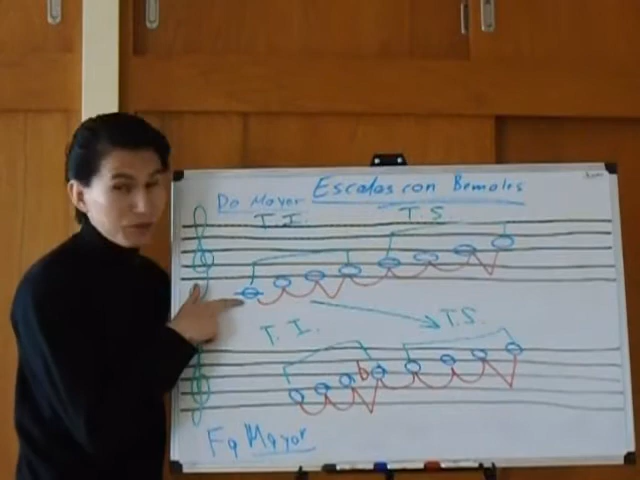 Escalas con Bemoles
Do Mayor
T.I. T.S.
T.I. T.S.
b
Fa Mayor